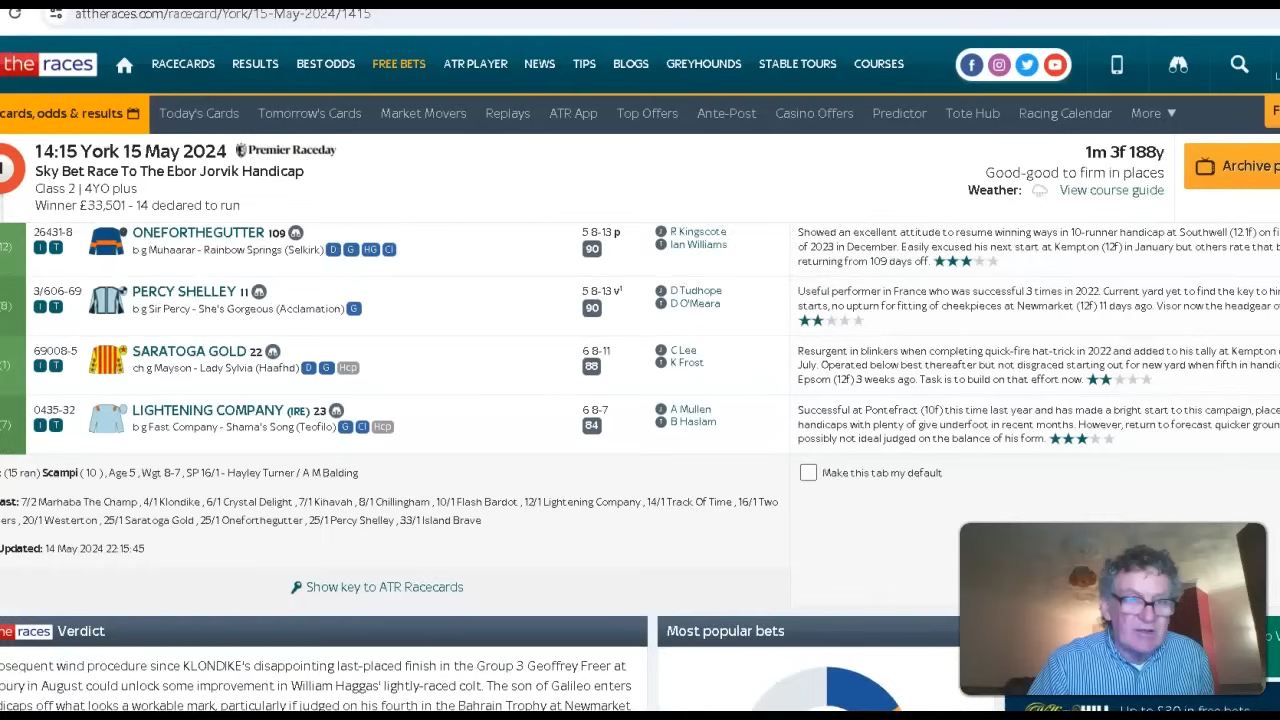 attheraces.com/racecard/York/15-May-2024/1415
the races RACECARDS RESULTS BEST ODDS FREE BETS ATR PLAYER NEWS TIPS BLOGS GREYHOUNDS STABLE TOURS COURSES
cards, odds & results Today's Cards Tomorrow's Cards Market Movers Replays ATR App Top Offers Ante-Post Casino Offers Predictor Tote Hub Racing Calendar More ▼ F
14:15 York 15 May 2024 Premier Raceday
Sky Bet Race To The Ebor Jorvik Handicap
Class 2 | 4YO plus
Winner £33,501 - 14 declared to run
1m 3f 188y
Good-good to firm in places
Weather: View course guide
Archive p
12) 26431-8 ONEFORTHEGUTTER 109 5 8-13 p R Kingscote
I T b g Muhaarar - Rainbow Springs (Selkirk) D G HG CI 90 Ian Williams
Showed an excellent attitude to resume winning ways in 10-runner handicap at Southwell (12.1f) on fi
of 2023 in December. Easily excused his next start at Kempton (12f) in January but others rate that b
returning from 109 days off. ★★★☆☆
(8) 3/606-69 PERCY SHELLEY 11 5 8-13 v¹ D Tudhope
I T b g Sir Percy - She's Gorgeous (Acclamation) G 90 D O'Meara
Useful performer in France who was successful 3 times in 2022. Current yard yet to find the key to hi
starts, no upturn for fitting of cheekpieces at Newmarket (12f) 11 days ago. Visor now the headgear o
★★☆☆☆
(1) 69008-5 SARATOGA GOLD 22 6 8-11 C Lee
I T ch g Mayson - Lady Sylvia (Haafhd) D G Hcp 88 K Frost
Resurgent in blinkers when completing quick-fire hat-trick in 2022 and added to his tally at Kempton
July. Operated below best thereafter but not disgraced starting out for new yard when fifth in handic
Epsom (12f) 3 weeks ago. Task is to build on that effort now. ★★☆☆☆
(7) 0435-32 LIGHTENING COMPANY (IRE) 23 6 8-7 A Mullen
I T b g Fast Company - Shama's Song (Teofilo) G CI Hcp 84 B Haslam
Successful at Pontefract (10f) this time last year and has made a bright start to this campaign, place
handicaps with plenty of give underfoot in recent months. However, return to forecast quicker groun
possibly not ideal judged on the balance of his form. ★★★☆☆
: (15 ran) Scampi ( 10 ) , Age 5 , Wgt 8-7 , SP 16/1 - Hayley Turner / A M Balding
Make this tab my default
ast: 7/2 Marhaba The Champ , 4/1 Klondike , 6/1 Crystal Delight , 7/1 Kihavah , 8/1 Chillingham , 10/1 Flash Bardot , 12/1 Lightening Company , 14/1 Track Of Time , 16/1 Two
ers , 20/1 Westerton , 25/1 Saratoga Gold , 25/1 Oneforthegutter , 25/1 Percy Shelley , 33/1 Island Brave
Updated: 14 May 2024 22:15:45
Show key to ATR Racecards
the races Verdict
Most popular bets
bsequent wind procedure since KLONDIKE's disappointing last-placed finish in the Group 3 Geoffrey Freer at
bury in August could unlock some improvement in William Haggas' lightly-raced colt. The son of Galileo enters
dicaps off what looks a workable mark, particularly if judged on his fourth in the Bahrain Trophy at Newmarket
William HILL Up to £30 in free bets